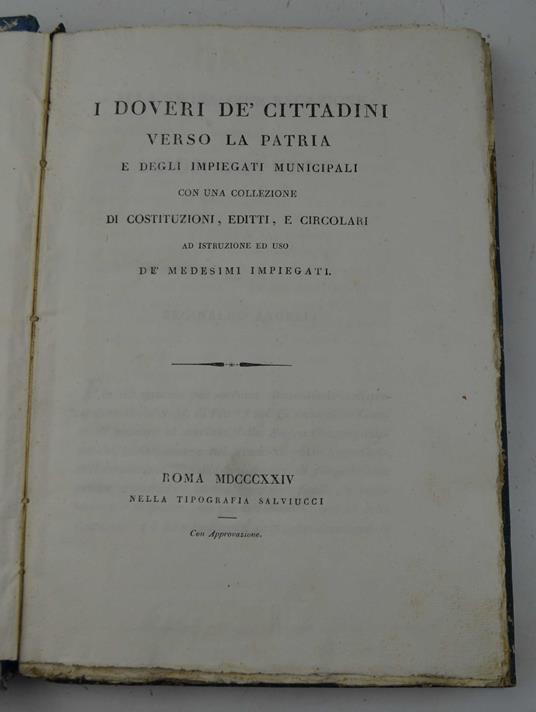 I DOVERI DE' CITTADINI
VERSO LA PATRIA
E DEGLI IMPIEGATI MUNICIPALI
CON UNA COLLEZIONE
DI COSTITUZIONI, EDITTI, E CIRCOLARI
AD ISTRUZIONE ED USO
DE' MEDESIMI IMPIEGATI.
ROMA MDCCCXXIV
NELLA TIPOGRAFIA SALVIUCCI
Con Approvazione.